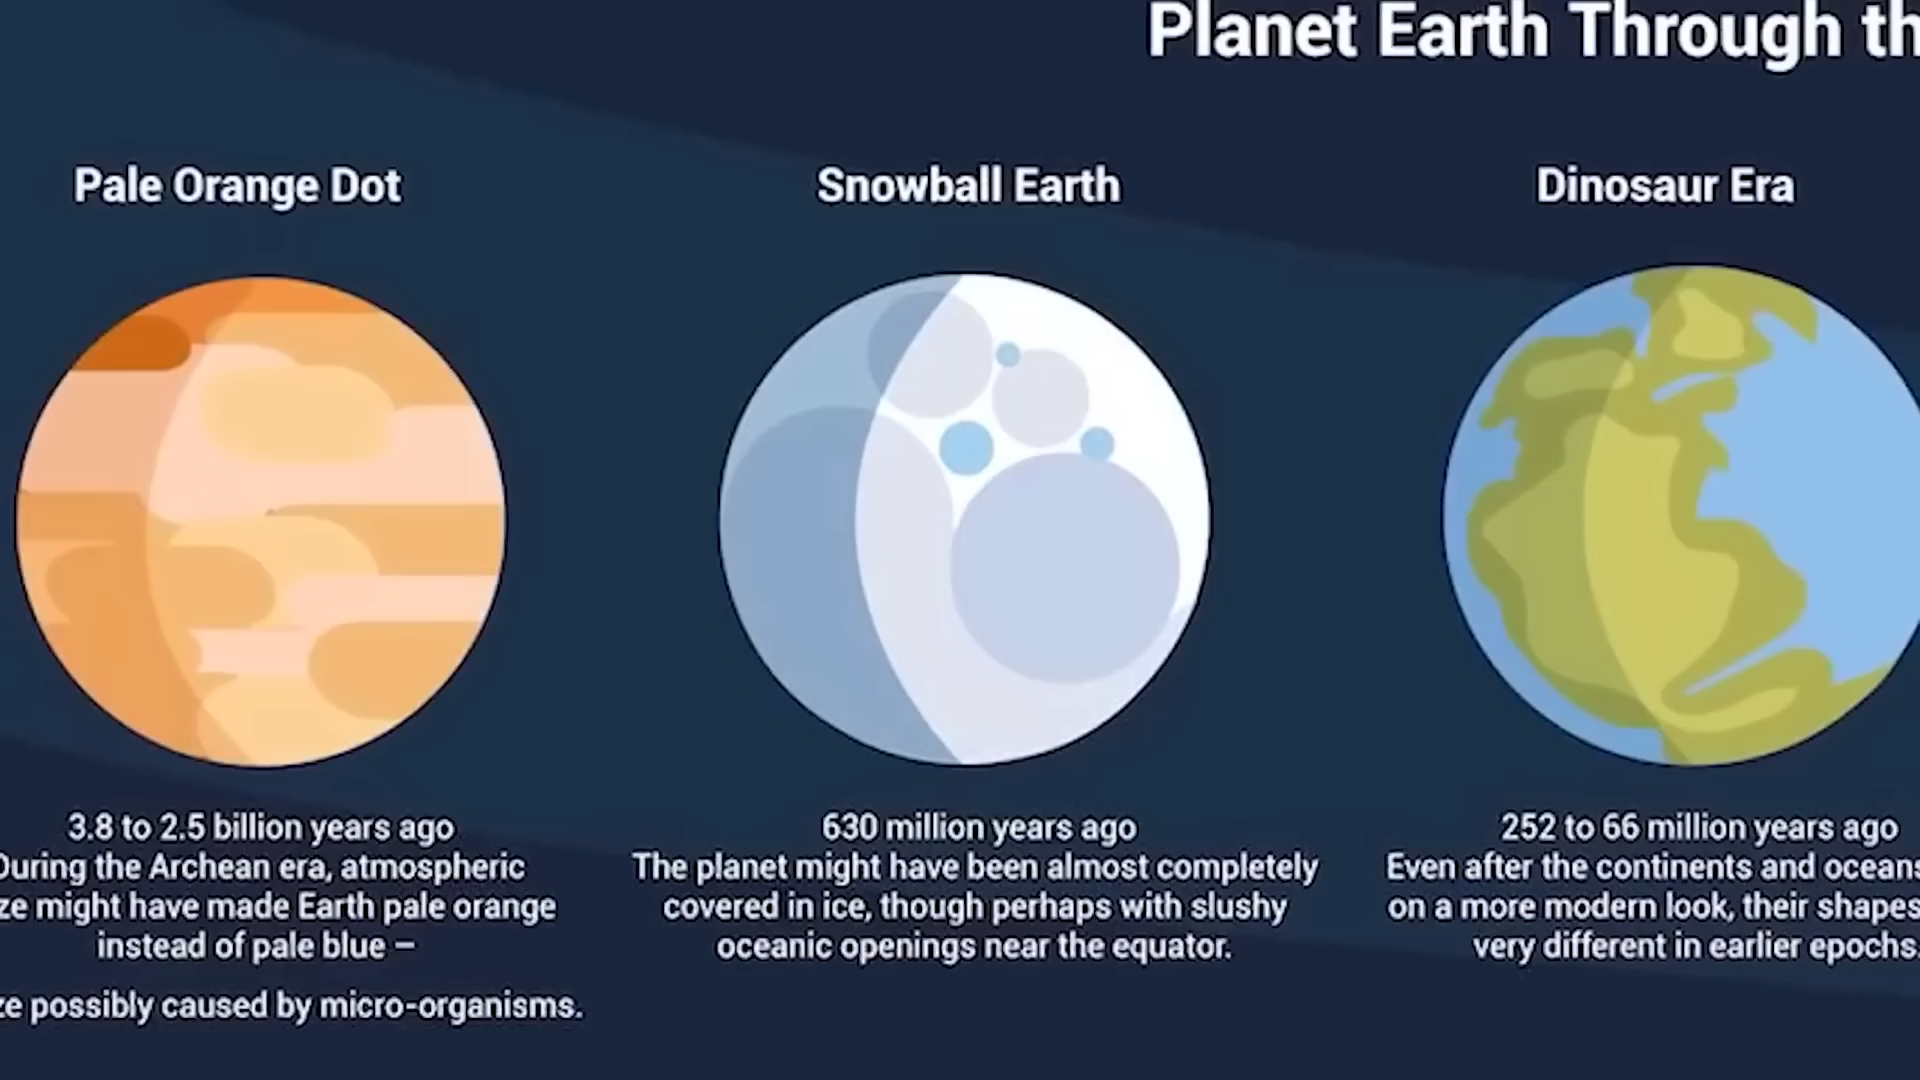 Planet Earth Through th
Pale Orange Dot
3.8 to 2.5 billion years ago
During the Archean era, atmospheric
ze might have made Earth pale orange
instead of pale blue –
ze possibly caused by micro-organisms.
Snowball Earth
630 million years ago
The planet might have been almost completely
covered in ice, though perhaps with slushy
oceanic openings near the equator.
Dinosaur Era
252 to 66 million years ago
Even after the continents and oceans
on a more modern look, their shapes
very different in earlier epochs.